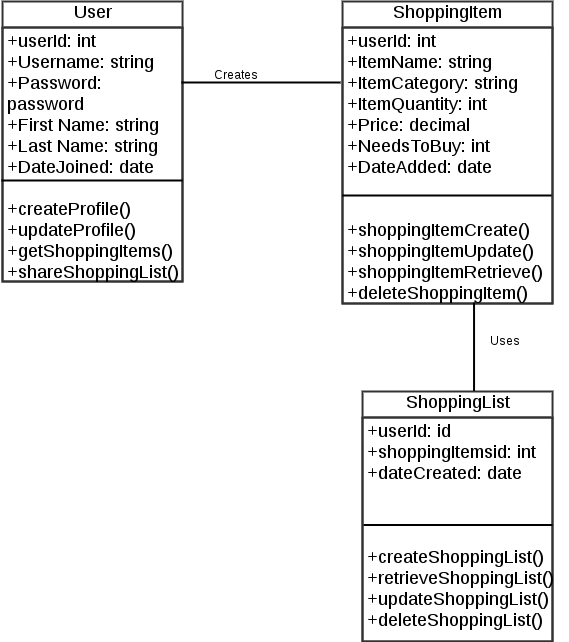 User
+userId: int
+Username: string
+Password:
password
+First Name: string
+Last Name: string
+DateJoined: date
+createProfile()
+updateProfile()
+getShoppingItems()
+shareShoppingList()
Creates
ShoppingItem
+userId: int
+ItemName: string
+ItemCategory: string
+ItemQuantity: int
+Price: decimal
+NeedsToBuy: int
+DateAdded: date
+shoppingItemCreate()
+shoppingItemUpdate()
+shoppingItemRetrieve()
+deleteShoppingItem()
Uses
ShoppingList
+userId: id
+shoppingItemsid: int
+dateCreated: date
+createShoppingList()
+retrieveShoppingList()
+updateShoppingList()
+deleteShoppingList()